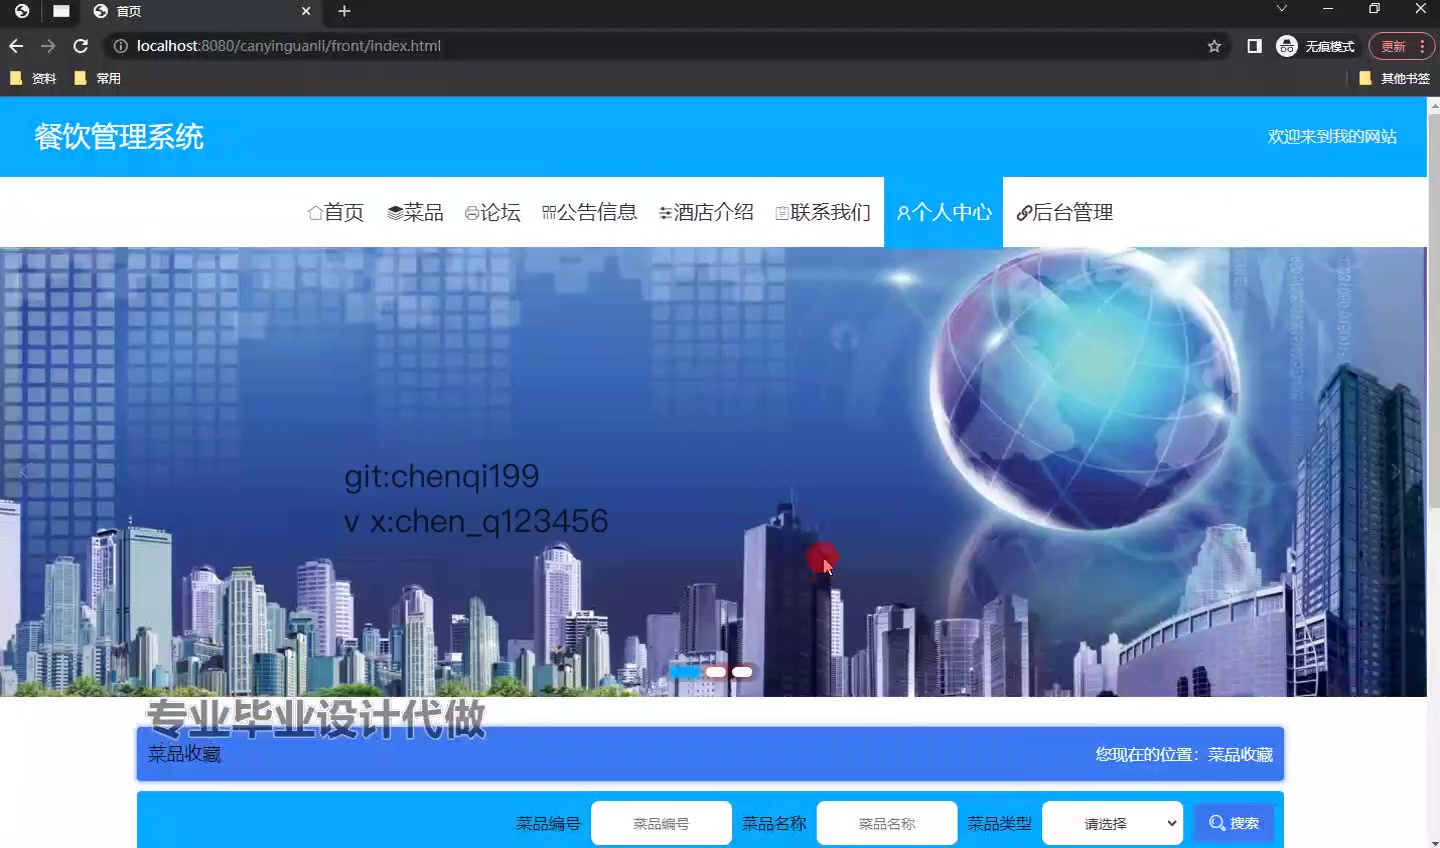 首页
localhost:8080/canyinguanli/front/index.html
无痕模式
更新
资料
常用
其他书签
餐饮管理系统
欢迎来到我的网站
首页 菜品 论坛 公告信息 酒店介绍 联系我们 个人中心 后台管理
git:chenqi199
v x:chen_q123456
专业毕业设计代做
菜品收藏
您现在的位置：菜品收藏
菜品编号 菜品编号 菜品名称 菜品名称 菜品类型 请选择 搜索